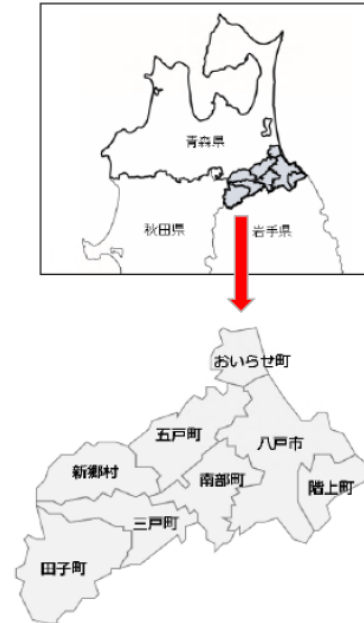 青森県
秋田県
岩手県
おいらせ町
五戸町
八戸市
新郷村
南部町
階上町
三戸町
田子町